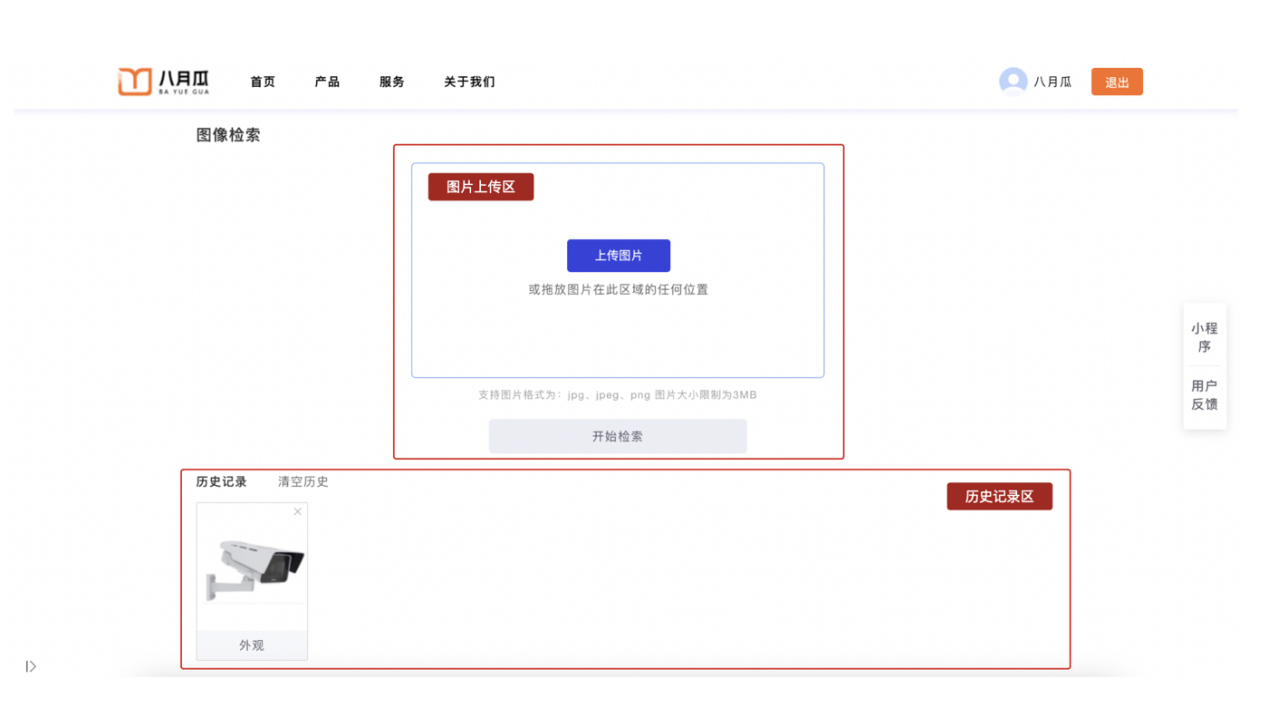 八月瓜
BA YUE GUA
首页 产品 服务 关于我们
八月瓜 退出
图像检索
图片上传区
上传图片
或拖放图片在此区域的任何位置
支持图片格式为：jpg、jpeg、png 图片大小限制为3MB
开始检索
小程
序
用户
反馈
历史记录 清空历史
历史记录区
外观